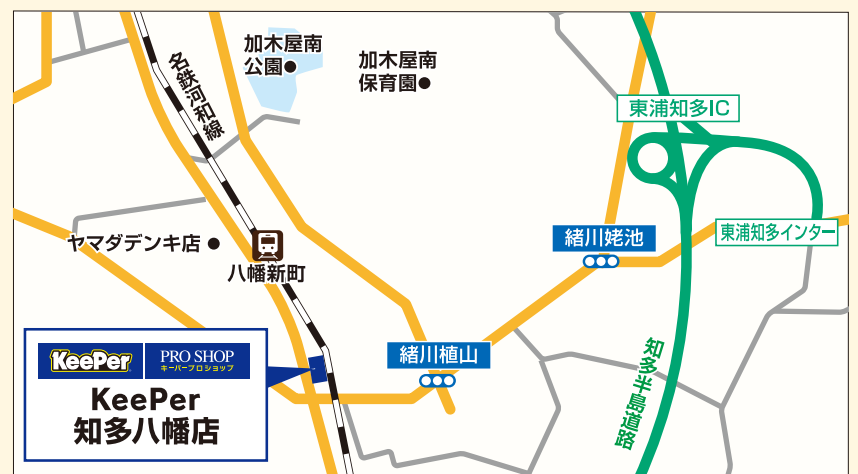 加木屋南
公園
加木屋南
保育園
名鉄河和線
東浦知多IC
緒川姥池
東浦知多インター
ヤマダデンキ店
八幡新町
緒川植山
知多半島道路
KeePer PRO SHOP
キーパープロショップ
KeePer
知多八幡店